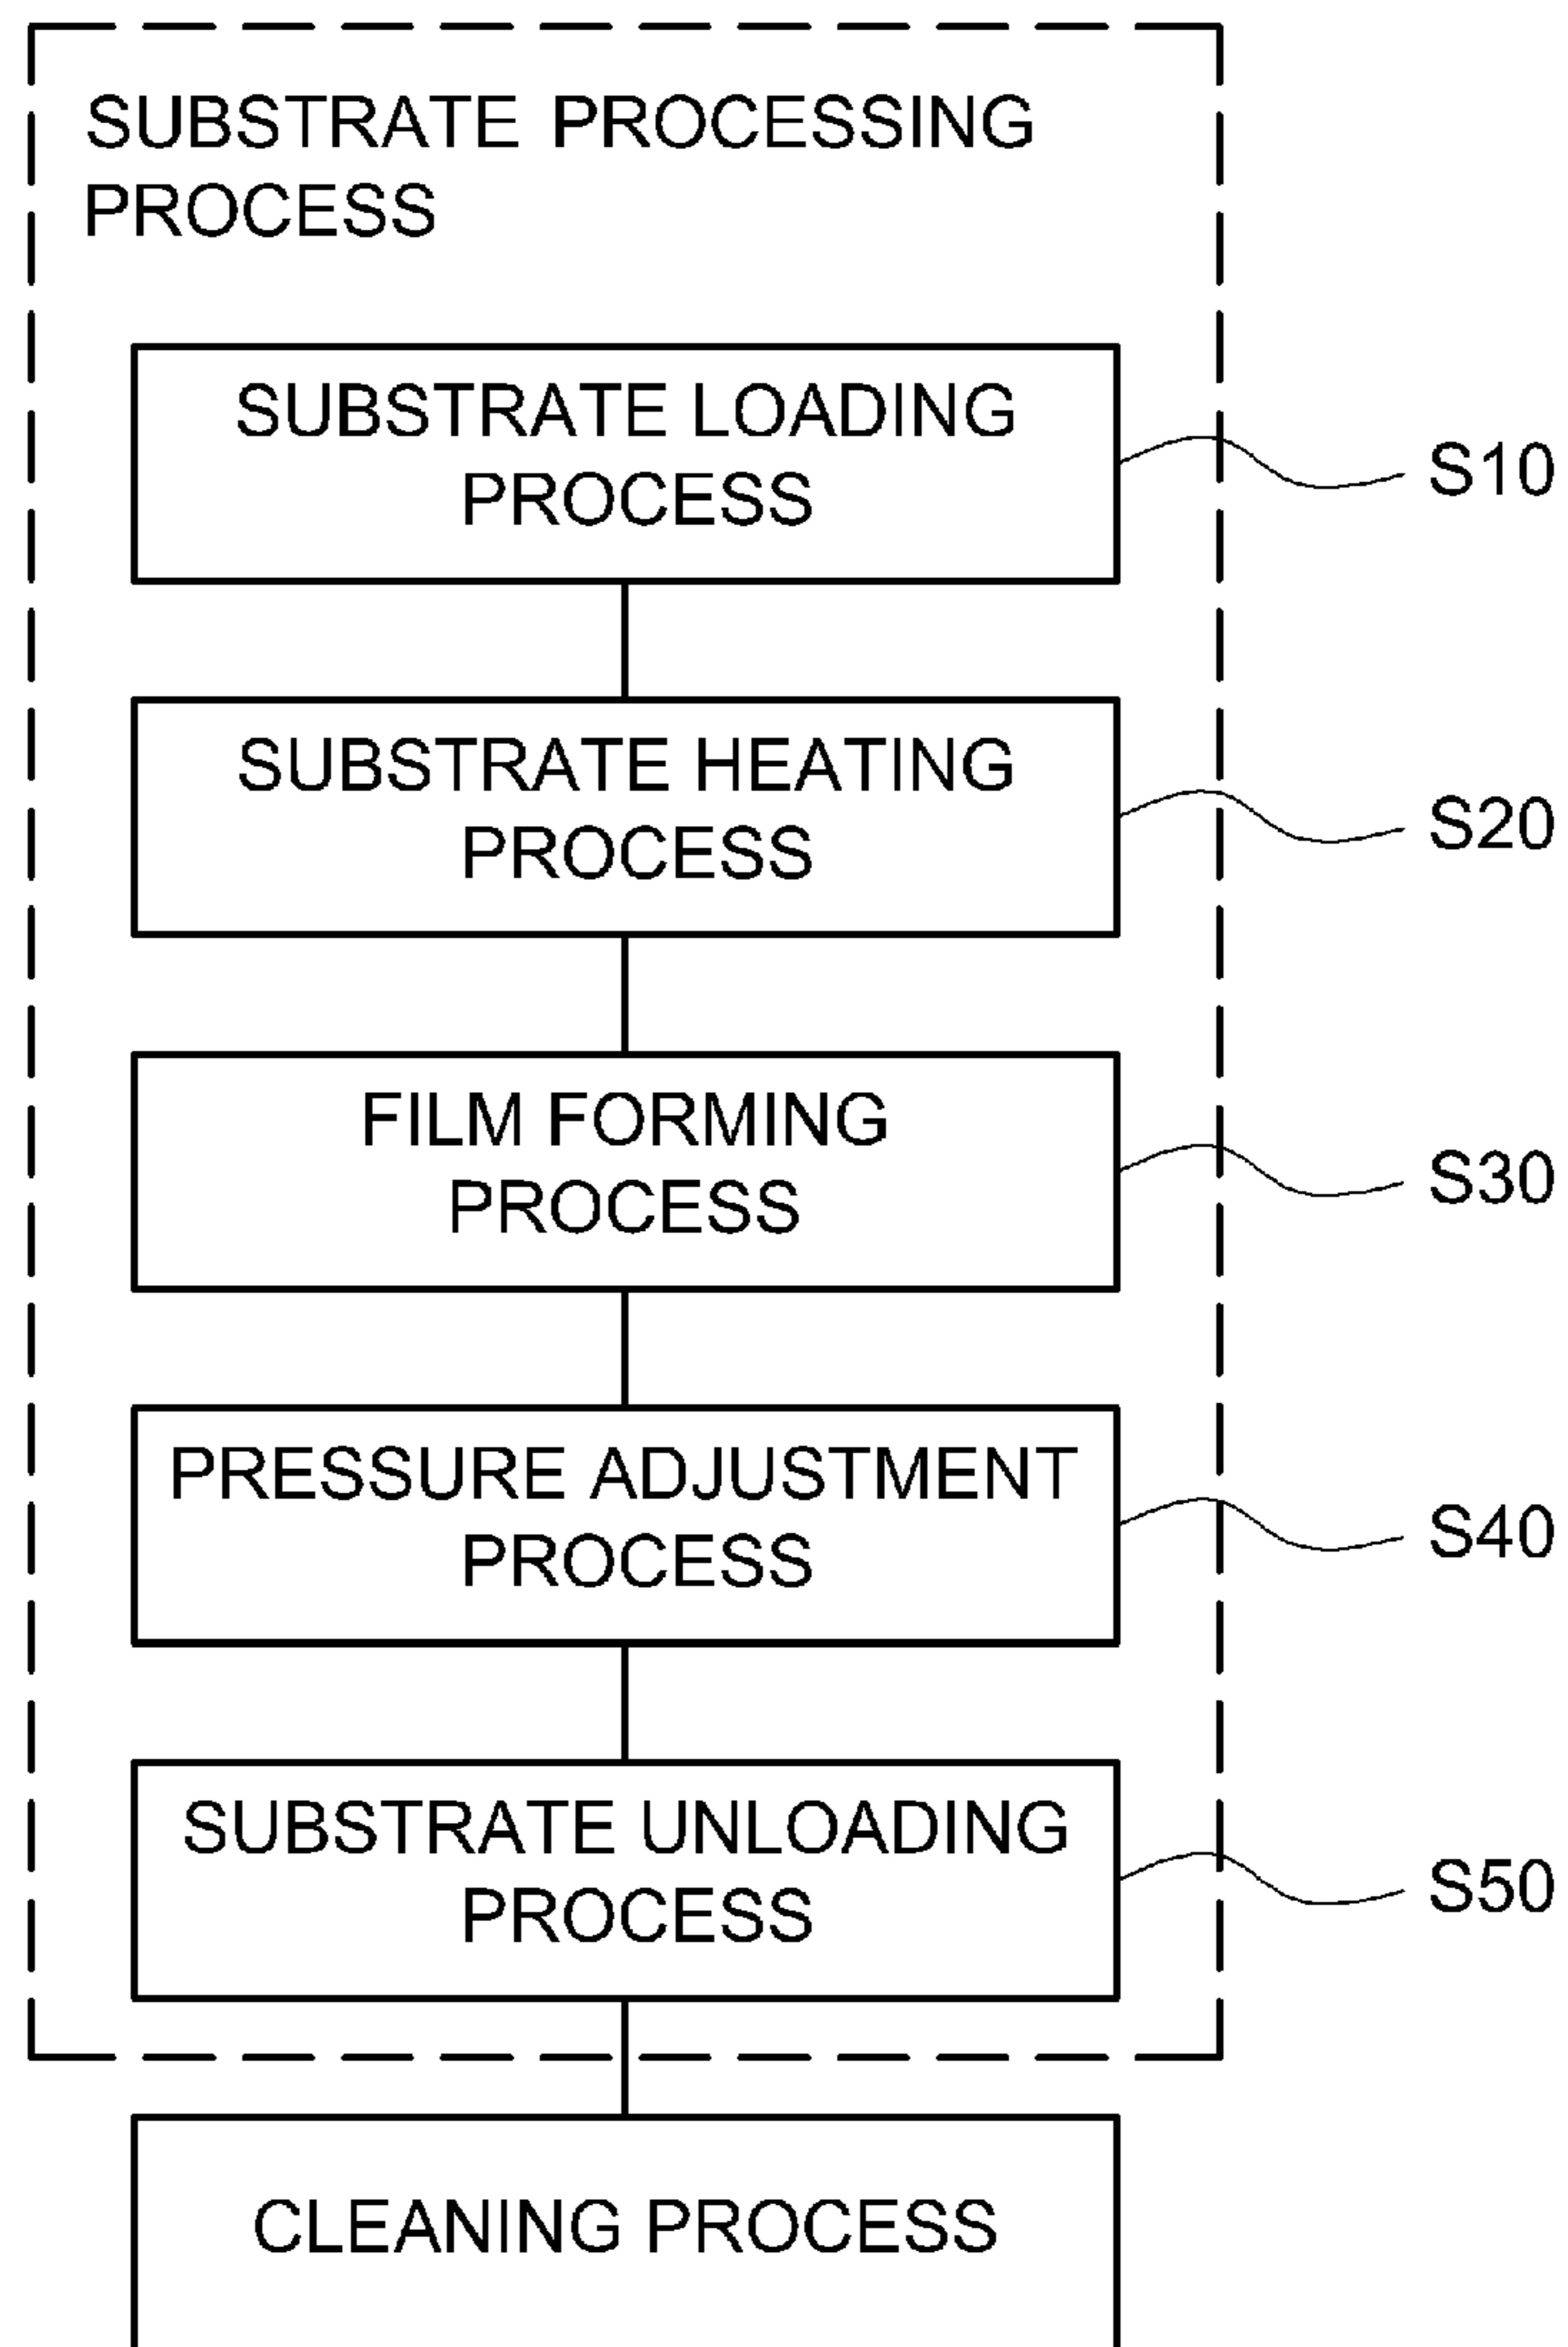 SUBSTRATE PROCESSING
PROCESS
SUBSTRATE LOADING
PROCESS
S10
SUBSTRATE HEATING
PROCESS
S20
FILM FORMING
PROCESS
S30
PRESSURE ADJUSTMENT
PROCESS
S40
SUBSTRATE UNLOADING
PROCESS
S50
CLEANING PROCESS